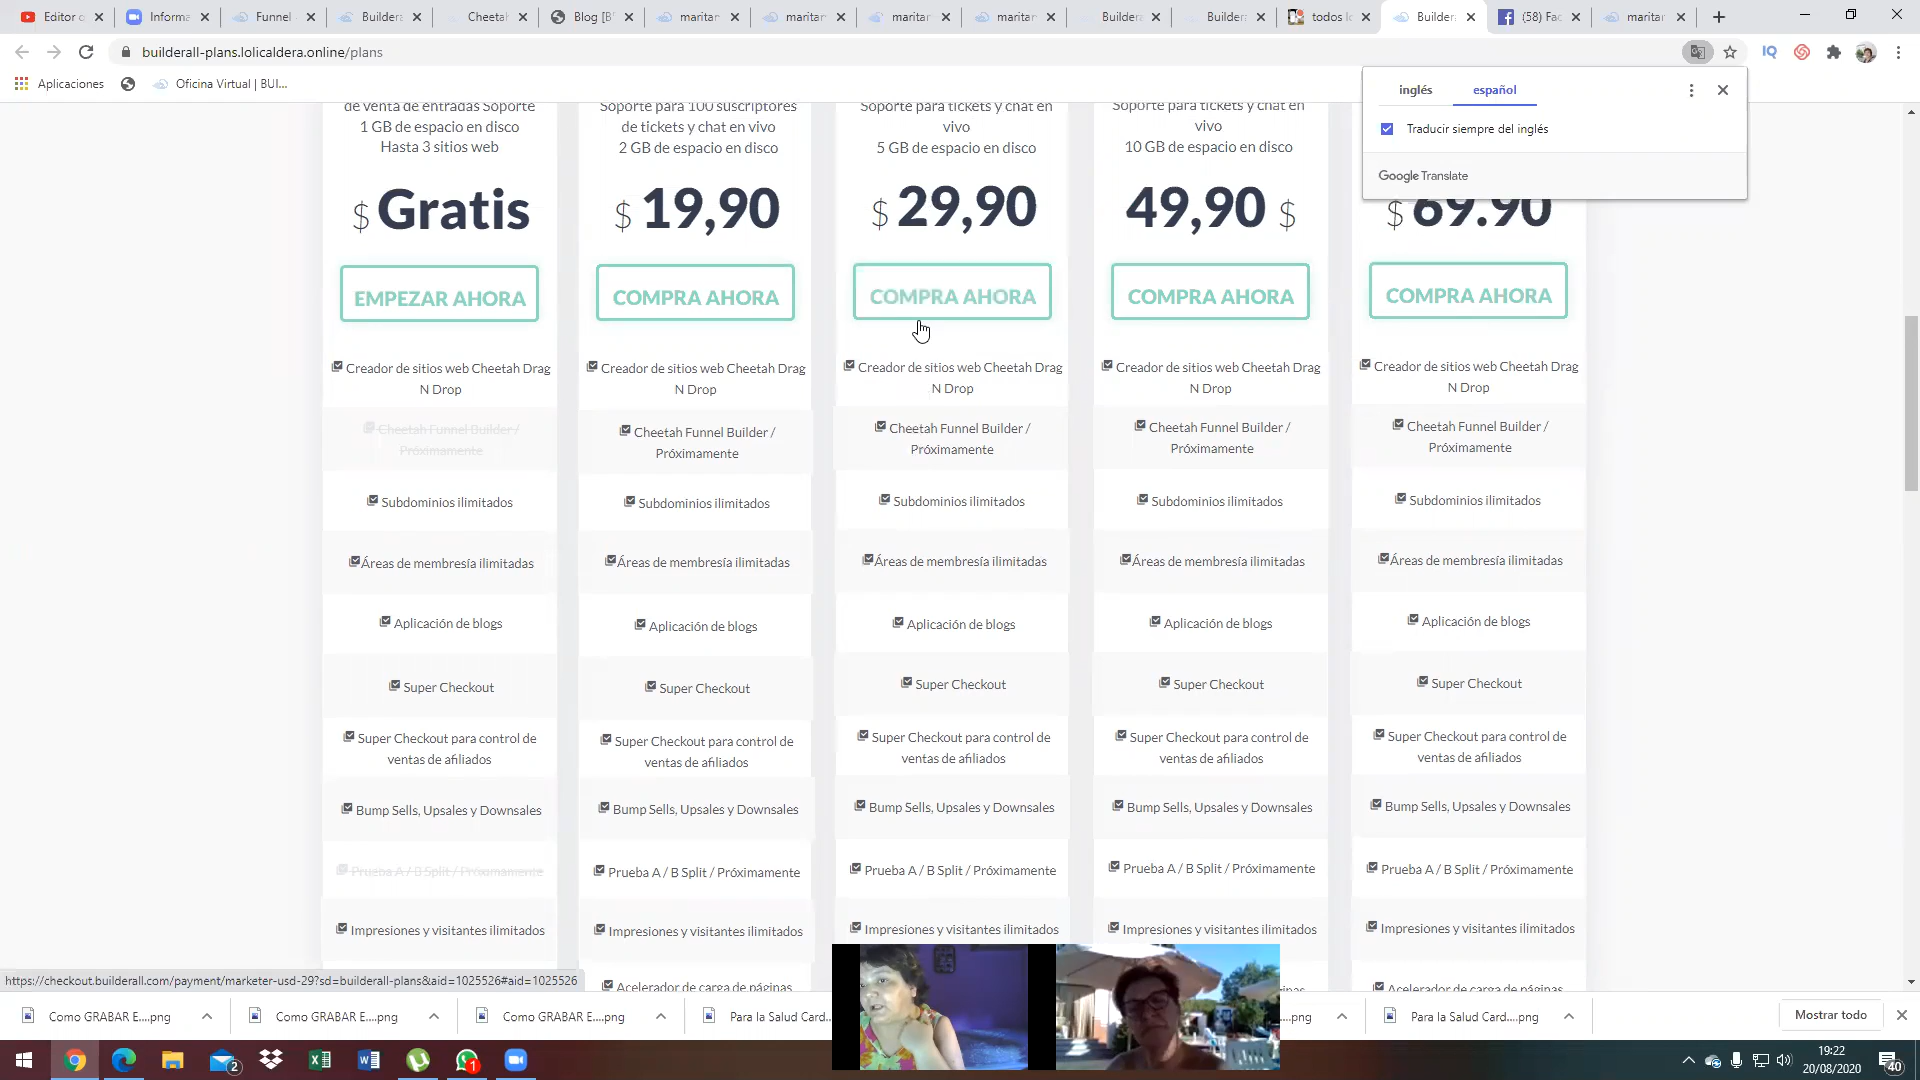 Editor
Informa
Funnel
Builder
Cheetah
Blog [B
maritar
maritar
maritar
maritar
Builder
Builder
todos
Builder
(58) Fac
maritar
builderall-plans.lolicaldera.online/plans
Aplicaciones
Oficina Virtual | BUI...
inglés
español
Traducir siempre del inglés
Google Translate
de venta de entradas Soporte
1 GB de espacio en disco
Hasta 3 sitios web
$ Gratis
EMPEZAR AHORA
Creador de sitios web Cheetah Drag
N Drop
Cheetah Funnel Builder /
Próximamente
Subdominios ilimitados
Áreas de membresía ilimitadas
Aplicación de blogs
Super Checkout
Super Checkout para control de
ventas de afiliados
Bump Sells, Upsales y Downsales
Prueba A / B Split / Próximamente
Impresiones y visitantes ilimitados
Soporte para 100 suscriptores
de tickets y chat en vivo
2 GB de espacio en disco
$ 19,90
COMPRA AHORA
Creador de sitios web Cheetah Drag
N Drop
Cheetah Funnel Builder /
Próximamente
Subdominios ilimitados
Áreas de membresía ilimitadas
Aplicación de blogs
Super Checkout
Super Checkout para control de
ventas de afiliados
Bump Sells, Upsales y Downsales
Prueba A / B Split / Próximamente
Impresiones y visitantes ilimitados
Acelerador de carga de páginas
Soporte para tickets y chat en
vivo
5 GB de espacio en disco
$ 29,90
COMPRA AHORA
Creador de sitios web Cheetah Drag
N Drop
Cheetah Funnel Builder /
Próximamente
Subdominios ilimitados
Áreas de membresía ilimitadas
Aplicación de blogs
Super Checkout
Super Checkout para control de
ventas de afiliados
Bump Sells, Upsales y Downsales
Prueba A / B Split / Próximamente
Impresiones y visitantes ilimitados
Soporte para tickets y chat en
vivo
10 GB de espacio en disco
49,90 $
COMPRA AHORA
Creador de sitios web Cheetah Drag
N Drop
Cheetah Funnel Builder /
Próximamente
Subdominios ilimitados
Áreas de membresía ilimitadas
Aplicación de blogs
Super Checkout
Super Checkout para control de
ventas de afiliados
Bump Sells, Upsales y Downsales
Prueba A / B Split / Próximamente
Impresiones y visitantes ilimitados
$ 69.90
COMPRA AHORA
Creador de sitios web Cheetah Drag
N Drop
Cheetah Funnel Builder /
Próximamente
Subdominios ilimitados
Áreas de membresía ilimitadas
Aplicación de blogs
Super Checkout
Super Checkout para control de
ventas de afiliados
Bump Sells, Upsales y Downsales
Prueba A / B Split / Próximamente
Impresiones y visitantes ilimitados
Acelerador de carga de páginas
https://checkout.builderall.com/payment/marketer-usd-29?sd=builderall-plans&aid=1025526#aid=1025526
Como GRABAR E....png
Como GRABAR E....png
Como GRABAR E....png
Para la Salud Card...
...png
Para la Salud Card....png
Mostrar todo
2
1
19:22
20/08/2020
40